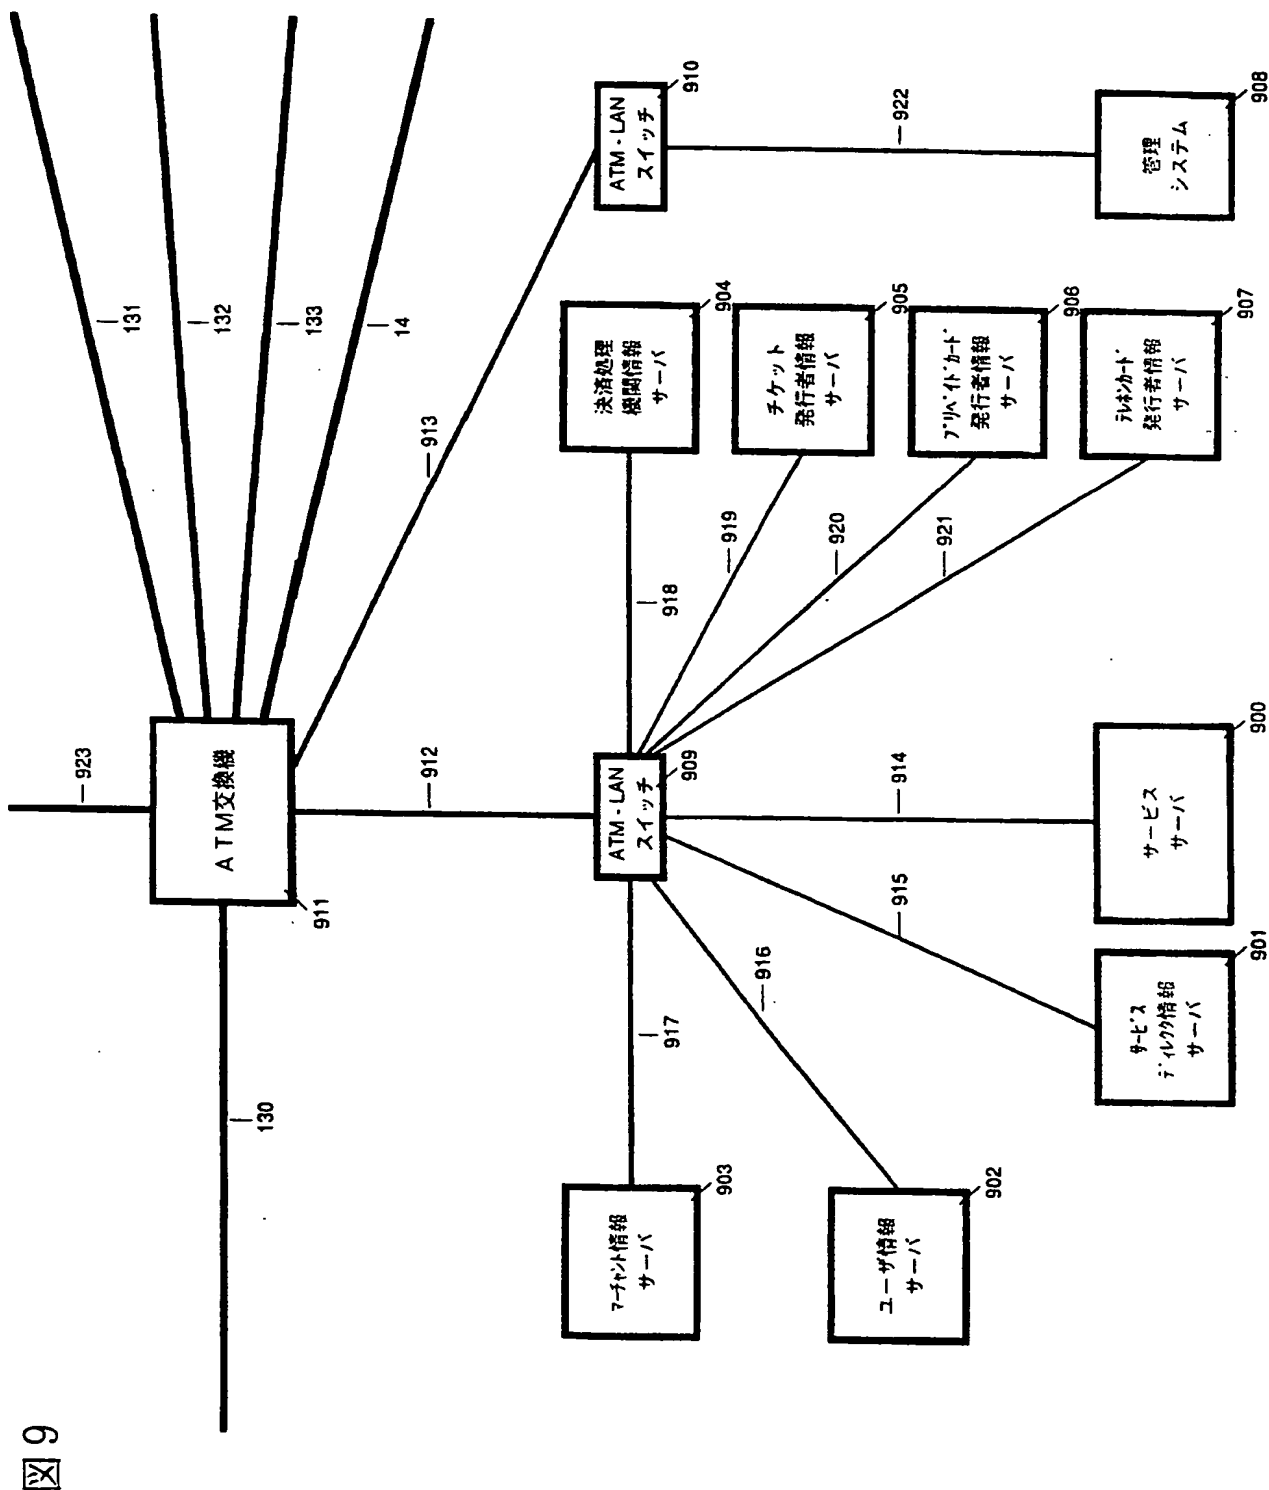 図9
923
131
132
133
14
ATM交換機
911
130
912
913
ATM-LAN
スイッチ
910
922
管理
システム
908
ATM-LAN
スイッチ
909
917
マーチャント情報
サーバ
903
916
ユーザ情報
サーバ
902
915
サービス
ディレクタ情報
サーバ
901
914
サービス
サーバ
900
918
決済処理
機関情報
サーバ
904
919
チケット
発行者情報
サーバ
905
920
プリペイドカード
発行者情報
サーバ
906
921
テレホンカード
発行者情報
サーバ
907